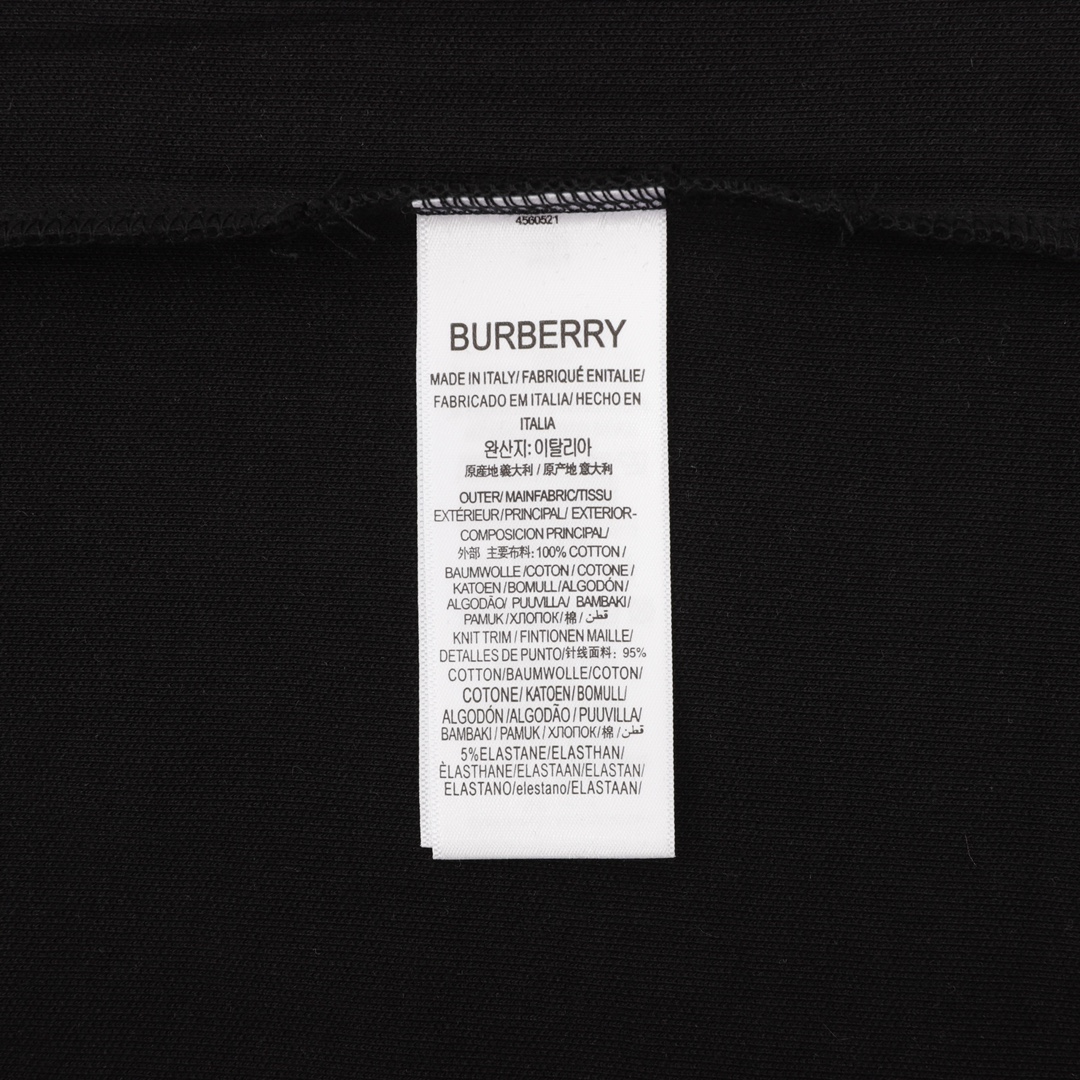 4560521
BURBERRY
MADE IN ITALY/ FABRIQUÉ ENITALIE/
FABRICADO EM ITALIA/ HECHO EN
ITALIA
완산지: 이탈리아
原産地 義大利 / 原产地 意大利
OUTER/ MAINFABRIC/TISSU
EXTÉRIEUR/PRINCIPAL/ EXTERIOR-
COMPOSICION PRINCIPAL/
外部 主要布料: 100% COTTON /
BAUMWOLLE /COTON / COTONE /
KATOEN /BOMULL/ALGODÓN /
ALGODÃO/ PUUVILLA/ BAMBAKI /
PAMUK / ХЛОПОК/ 棉 / قطن
KNIT TRIM / FINTIONEN MAILLE/
DETALLES DE PUNTO/针线面料: 95%
COTTON/BAUMWOLLE/COTON/
COTONE/ KATOEN/ BOMULL/
ALGODÓN /ALGODÃO / PUUVILLA/
BAMBAKI / PAMUK / ХЛОПОК/ 棉 / قطن/
5%ELASTANE/ELASTHAN/
ÈLASTHANE/ELASTAAN/ELASTAN/
ELASTANO/elestano/ELASTAAN/